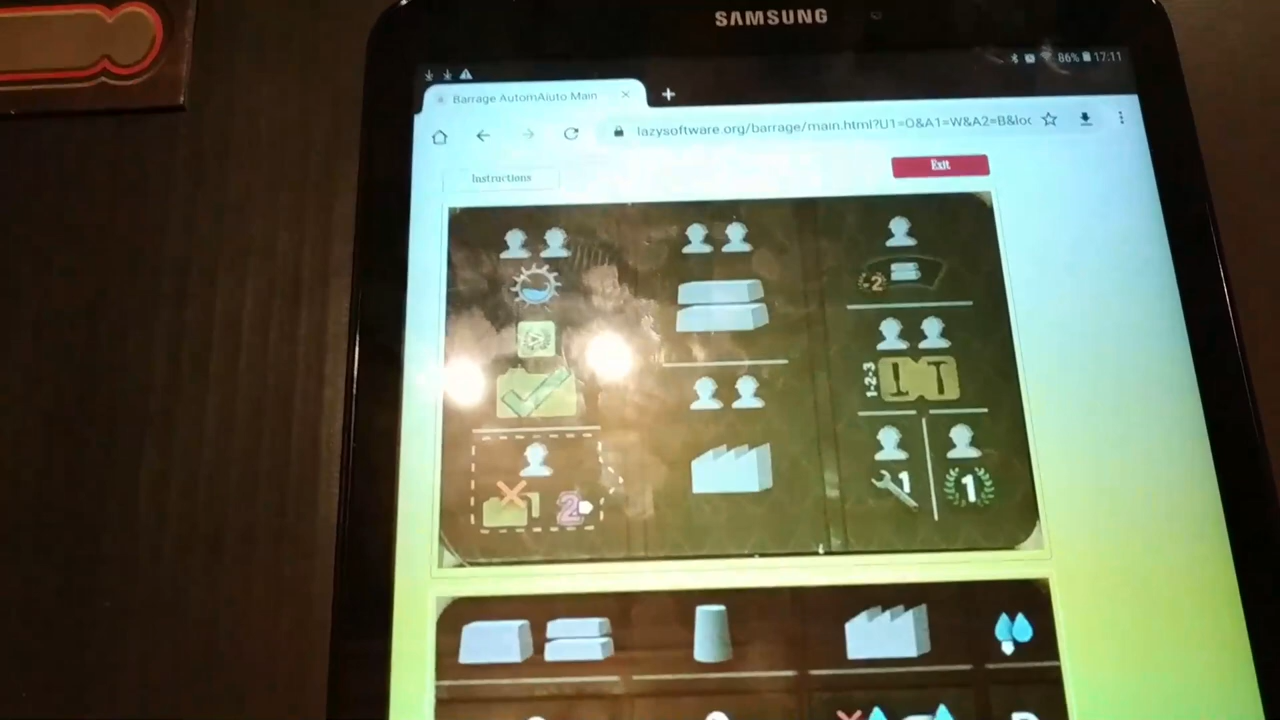 SAMSUNG
86% 17:11
Barrage AutomAiuto Main
lazysoftware.org/barrage/main.html?U1=O&A1=W&A2=B&loc
Instructions
Exit
-2
1-2-3
1
1
2